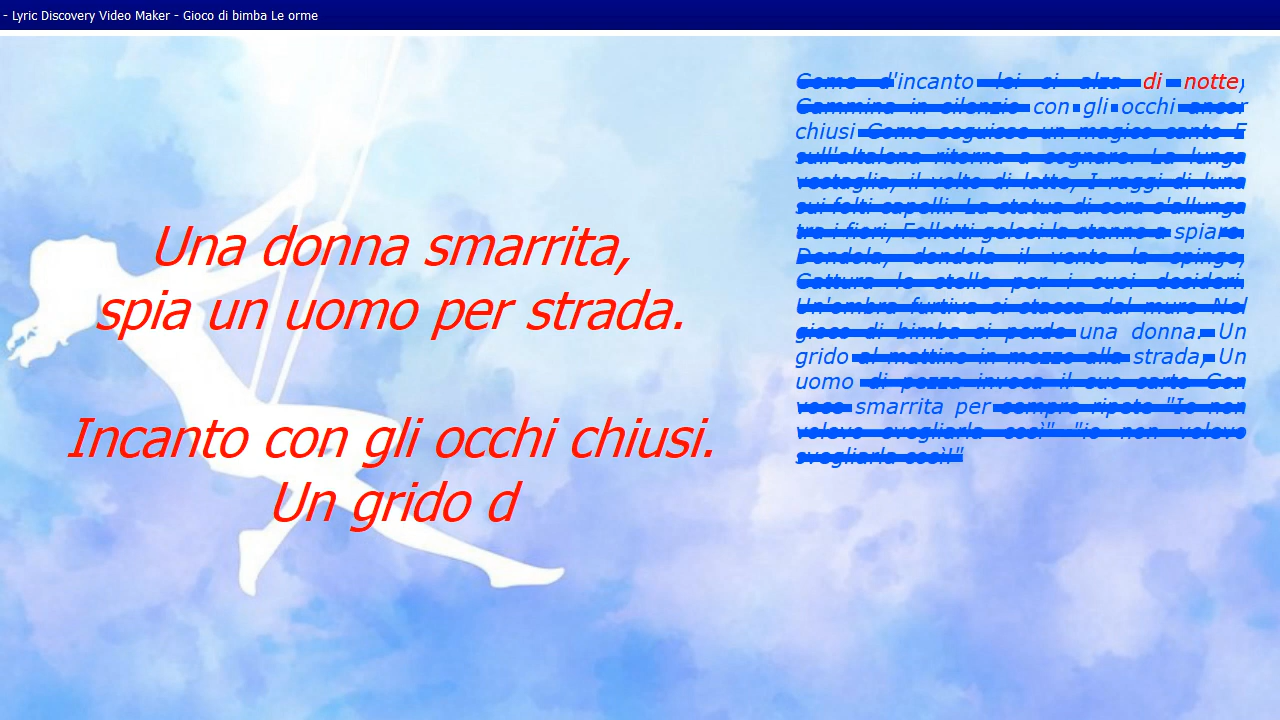 - Lyric Discovery Video Maker - Gioco di bimba Le orme
Una donna smarrita,
spia un uomo per strada.
Incanto con gli occhi chiusi.
Un grido d
Come d'incanto lei si alza di notte,
Cammina in silenzio con gli occhi ancor
chiusi Come seguisse un magico canto E
sull'altalena ritorna a sognare. La lunga
vestaglia, il volto di latte, I raggi di luna
sui folti capelli. La statua di cera s'allunga
tra i fiori, Folletti gelosi la stanno a spiare.
Dondola, dondola il vento la spinge,
Cattura le stelle per i suoi desideri.
Un'ombra furtiva si stacca dal muro Nel
gioco di bimba si perde una donna. Un
grido al mattino in mezzo alla strada, Un
uomo di pezza invoca il suo sarto Con
voce smarrita per sempre ripete "Io non
volevo svegliarla così" "io non volevo
svegliarla così!"